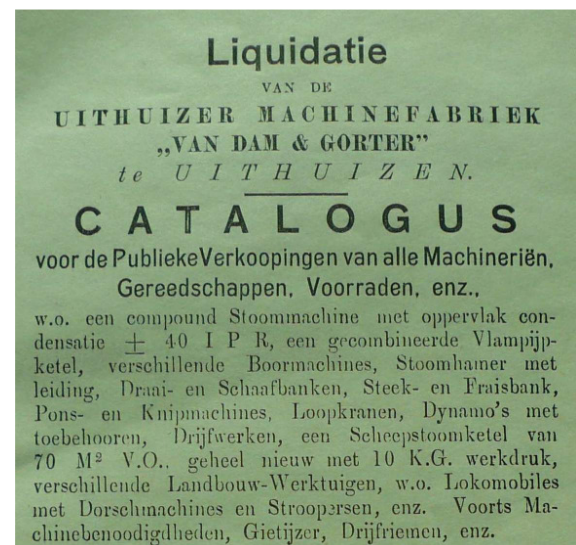 Liquidatie
VAN DE
UITHUIZER MACHINEFABRIEK
„VAN DAM & GORTER”
te UITHUIZEN.
CATALOGUS
voor de Publieke Verkoopingen van alle Machineriën,
Gereedschappen, Voorraden, enz.,
w.o. een compound Stoommachine met oppervlak con-
densatie ± 40 I P R, een gecombineerde Vlampijp-
ketel, verschillende Boormachines, Stoomhamer met
leiding, Draai- en Schaafbanken, Steek- en Fraisbank,
Pons- en Knipmachines, Loopkranen, Dynamo's met
toebehooren, Drijfwerken, een Scheepstoomketel van
70 M² V.O., geheel nieuw met 10 K.G. werkdruk,
verschillende Landbouw-Werktuigen, w.o. Lokomobiles
met Dorschmachines en Stroopersen, enz. Voorts Ma-
chinebenoodigdheden, Gietijzer, Drijfriemen, enz.